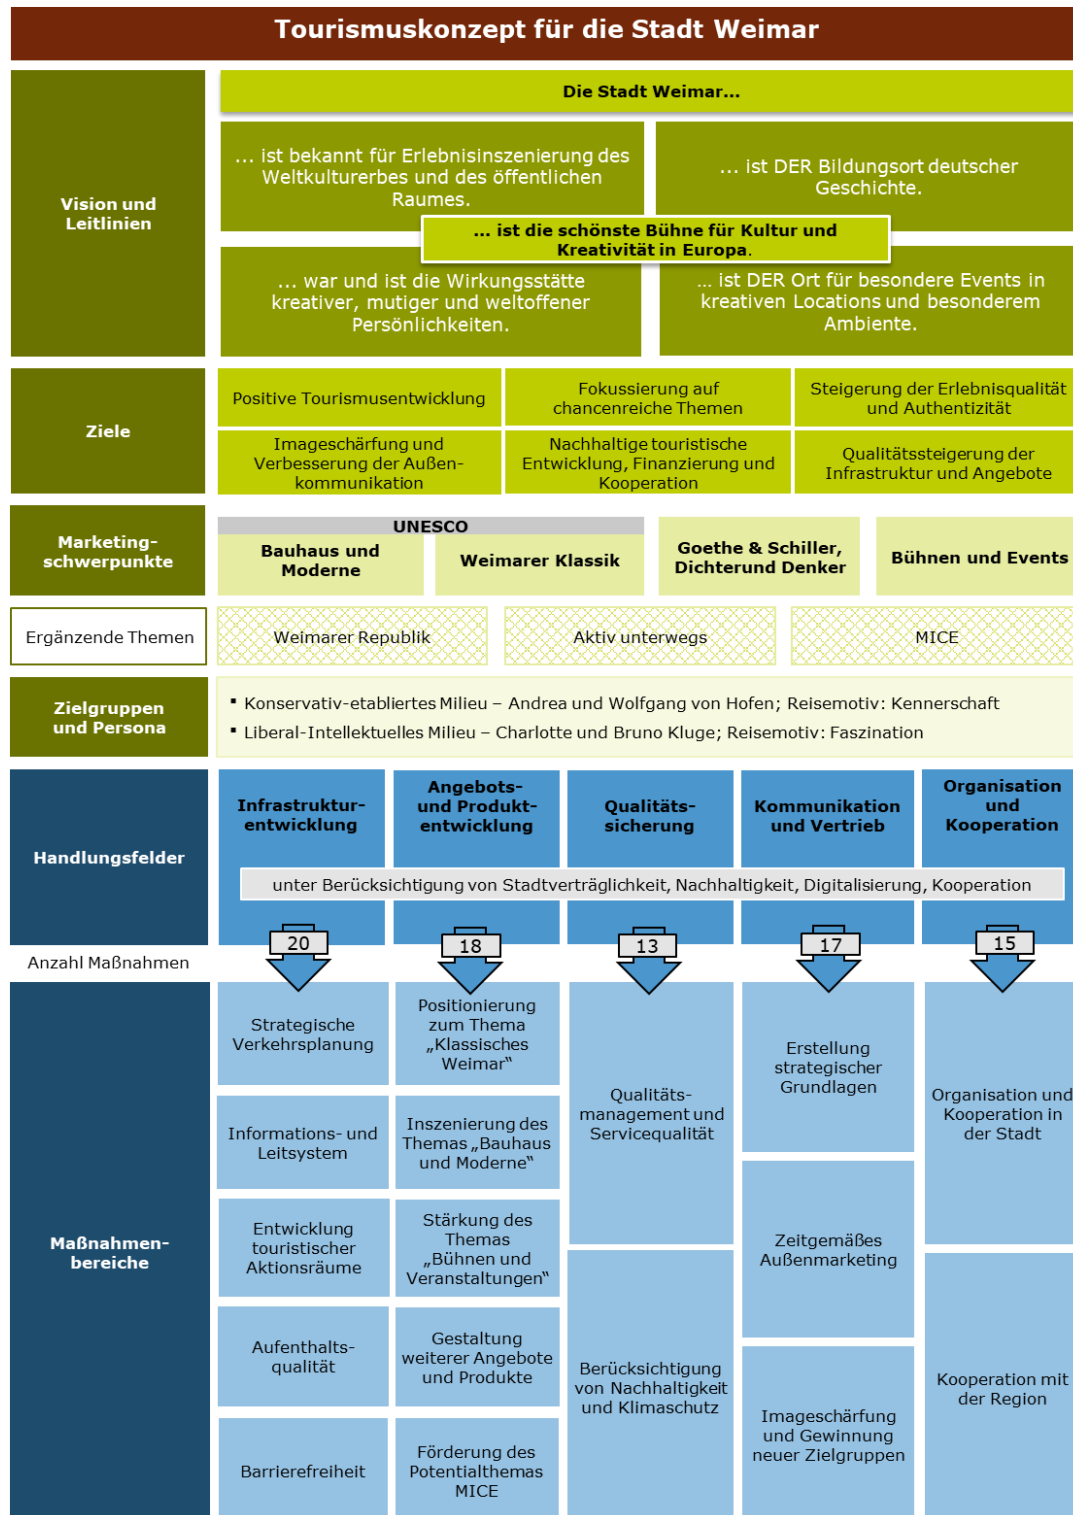 Tourismuskonzept für die Stadt Weimar
Vision und
Leitlinien
Die Stadt Weimar...
... ist bekannt für Erlebnisinszenierung des
Weltkulturerbes und des öffentlichen
Raumes.
... ist DER Bildungsort deutscher
Geschichte.
... ist die schönste Bühne für Kultur und
Kreativität in Europa.
... war und ist die Wirkungsstätte
kreativer, mutiger und weltoffener
Persönlichkeiten.
... ist DER Ort für besondere Events in
kreativen Locations und besonderem
Ambiente.
Ziele
Positive Tourismusentwicklung
Fokussierung auf
chancenreiche Themen
Steigerung der Erlebnisqualität
und Authentizität
Imageschärfung und
Verbesserung der Außen-
kommunikation
Nachhaltige touristische
Entwicklung, Finanzierung und
Kooperation
Qualitätssteigerung der
Infrastruktur und Angebote
Marketing-
schwerpunkte
UNESCO
Bauhaus und
Moderne
Weimarer Klassik
Goethe & Schiller,
Dichterund Denker
Bühnen und Events
Ergänzende Themen
Weimarer Republik
Aktiv unterwegs
MICE
Zielgruppen
und Persona
▪ Konservativ-etabliertes Milieu – Andrea und Wolfgang von Hofen; Reisemotiv: Kennerschaft
▪ Liberal-Intellektuelles Milieu – Charlotte und Bruno Kluge; Reisemotiv: Faszination
Handlungsfelder
Infrastruktur-
entwicklung
Angebots-
und Produkt-
entwicklung
Qualitäts-
sicherung
Kommunikation
und Vertrieb
Organisation
und
Kooperation
unter Berücksichtigung von Stadtverträglichkeit, Nachhaltigkeit, Digitalisierung, Kooperation
Anzahl Maßnahmen
20
18
13
17
15
Maßnahmen-
bereiche
Strategische
Verkehrsplanung
Informations- und
Leitsystem
Entwicklung
touristischer
Aktionsräume
Aufenthalts-
qualität
Barrierefreiheit
Positionierung
zum Thema
„Klassisches
Weimar“
Inszenierung des
Themas „Bauhaus
und Moderne“
Stärkung des
Themas
„Bühnen und
Veranstaltungen“
Gestaltung
weiterer Angebote
und Produkte
Förderung des
Potentialthemas
MICE
Qualitäts-
management und
Servicequalität
Berücksichtigung
von Nachhaltigkeit
und Klimaschutz
Erstellung
strategischer
Grundlagen
Zeitgemäßes
Außenmarketing
Imageschärfung
und Gewinnung
neuer Zielgruppen
Organisation und
Kooperation in
der Stadt
Kooperation mit
der Region